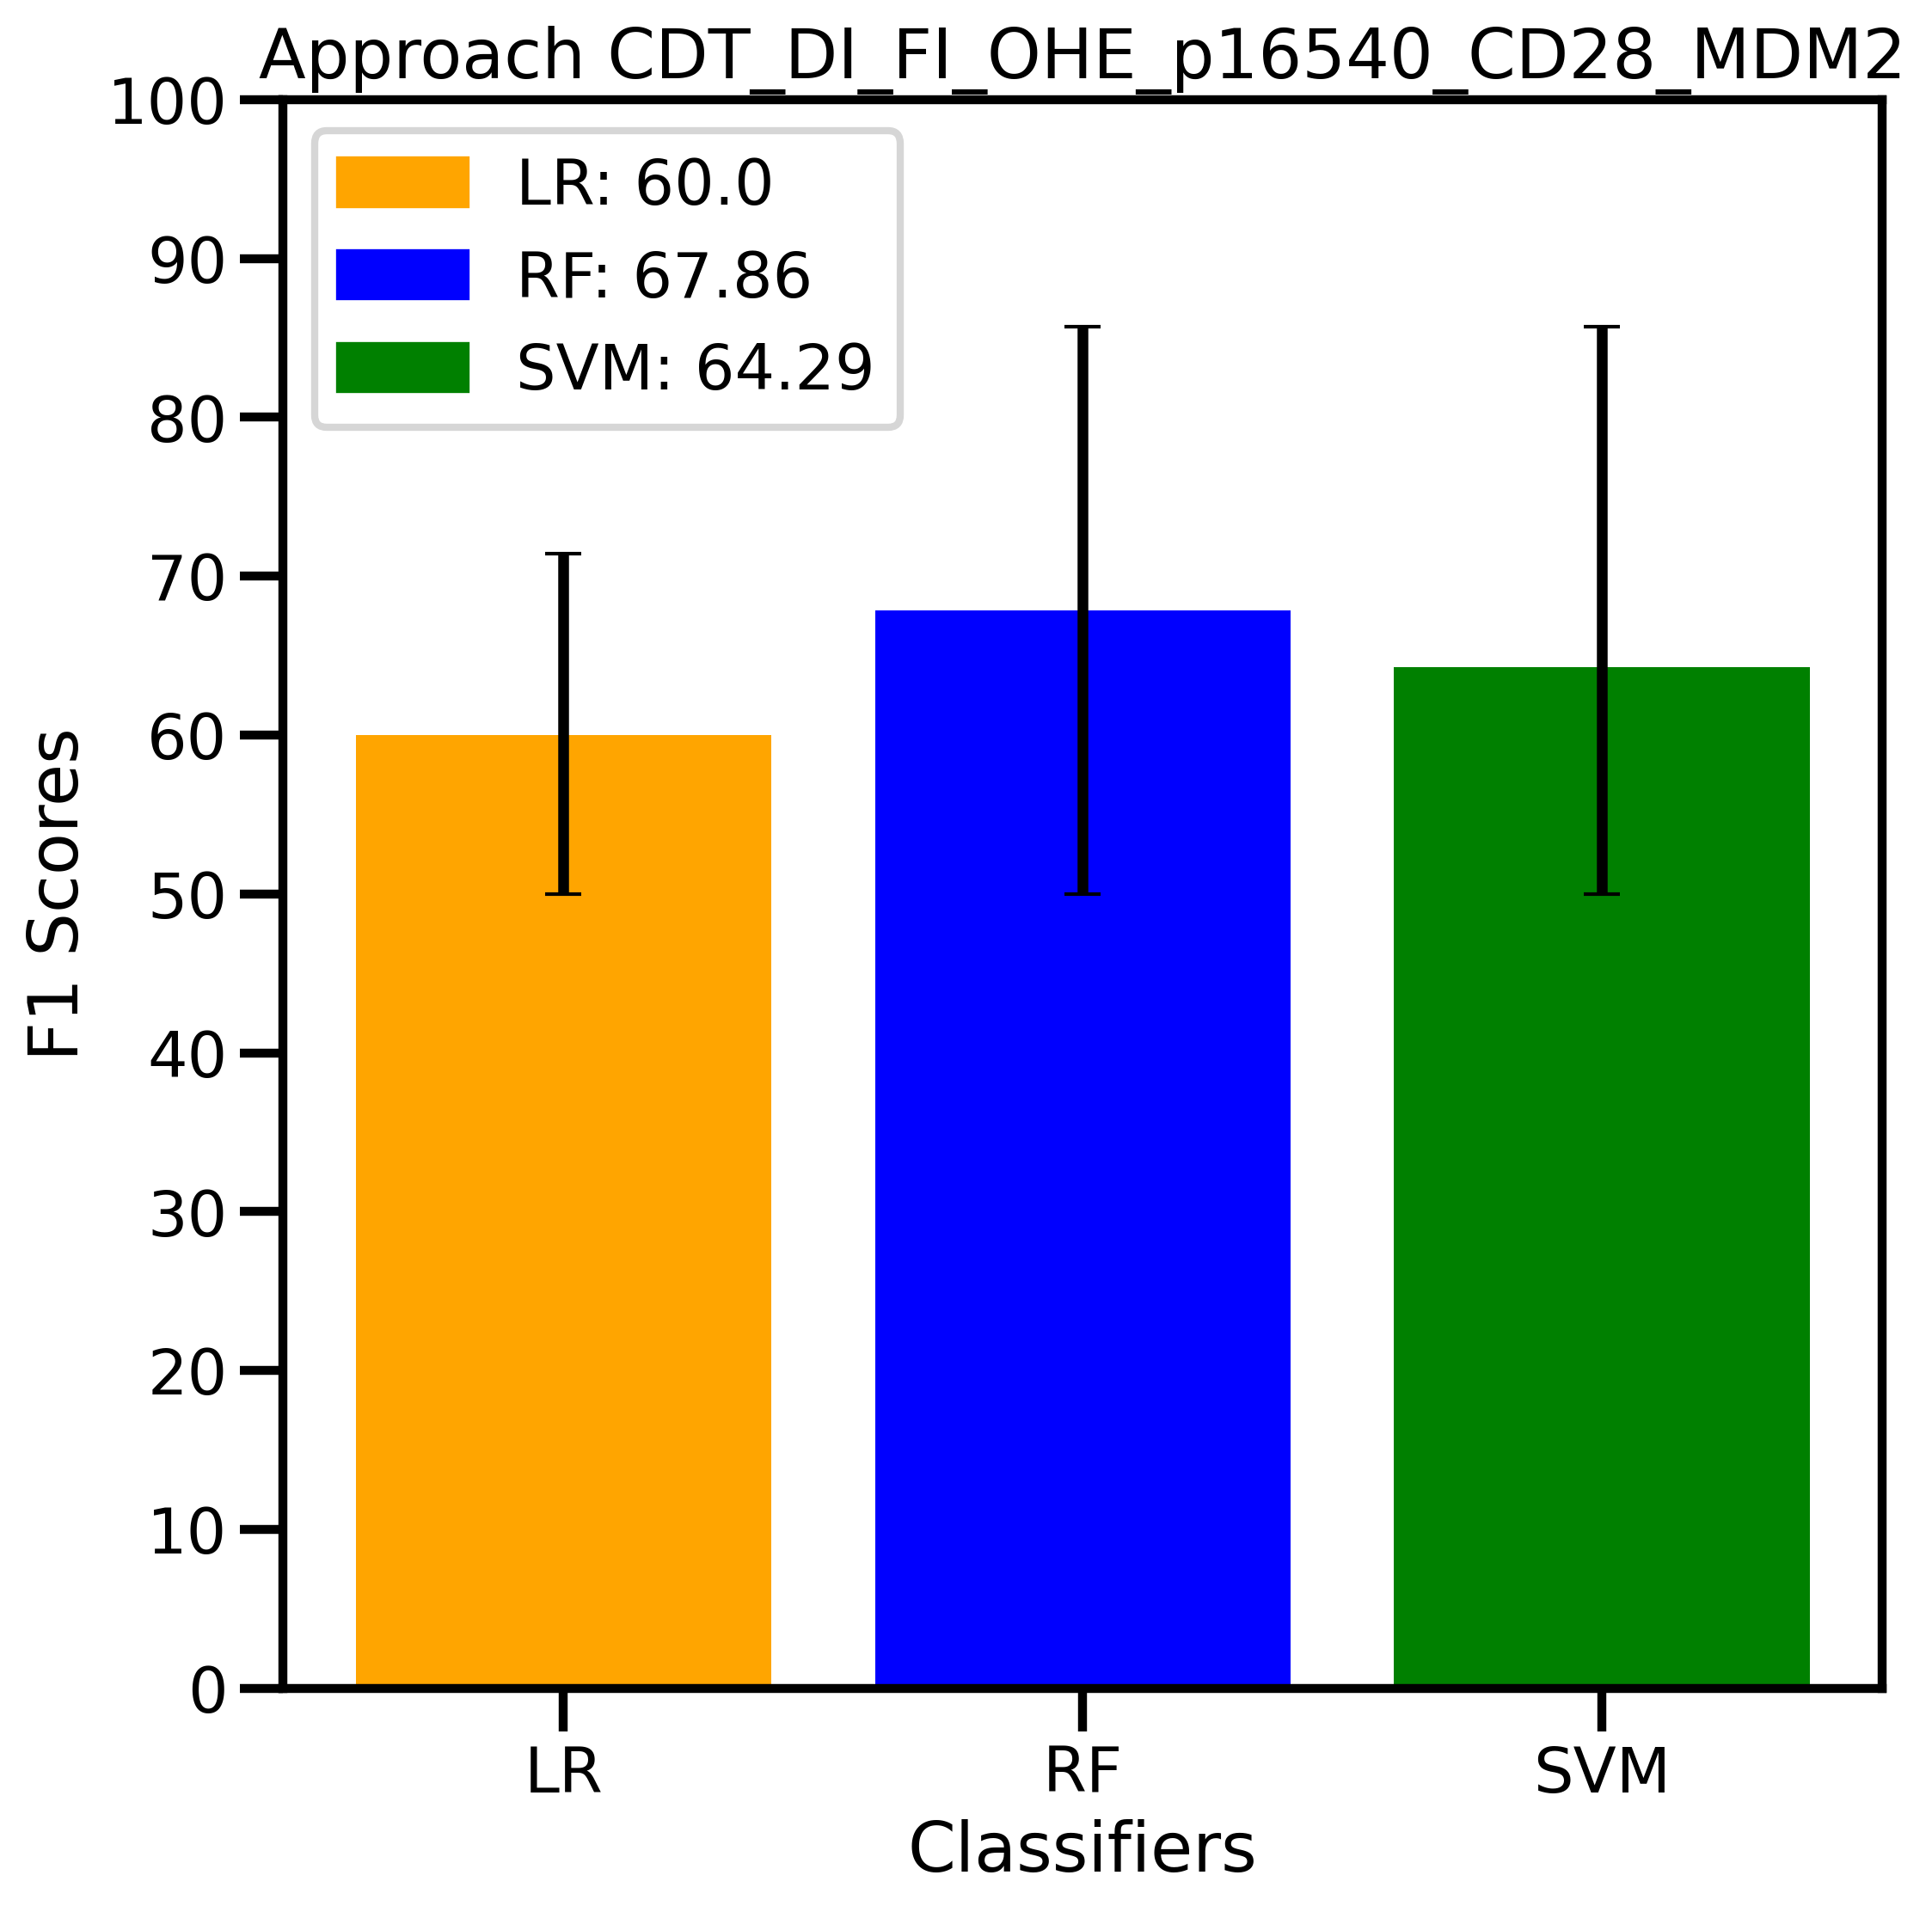 Approach CDT_DI_FI_OHE_p16540_CD28_MDM2
100
90
80
70
60
50
40
30
20
10
0
F1 Scores
LR: 60.0
RF: 67.86
SVM: 64.29
LR
RF
SVM
Classifiers